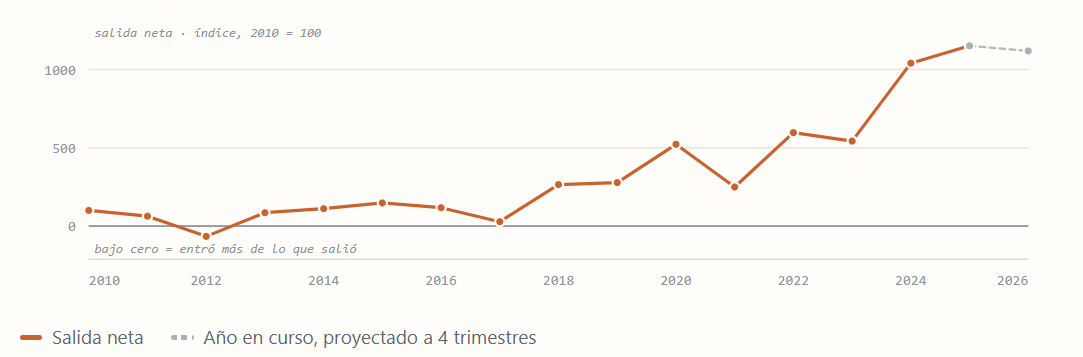 salida neta · índice, 2010 = 100
1000
500
0
bajo cero = entró más de lo que salió
2010 2012 2014 2016 2018 2020 2022 2024 2026
Salida neta Año en curso, proyectado a 4 trimestres